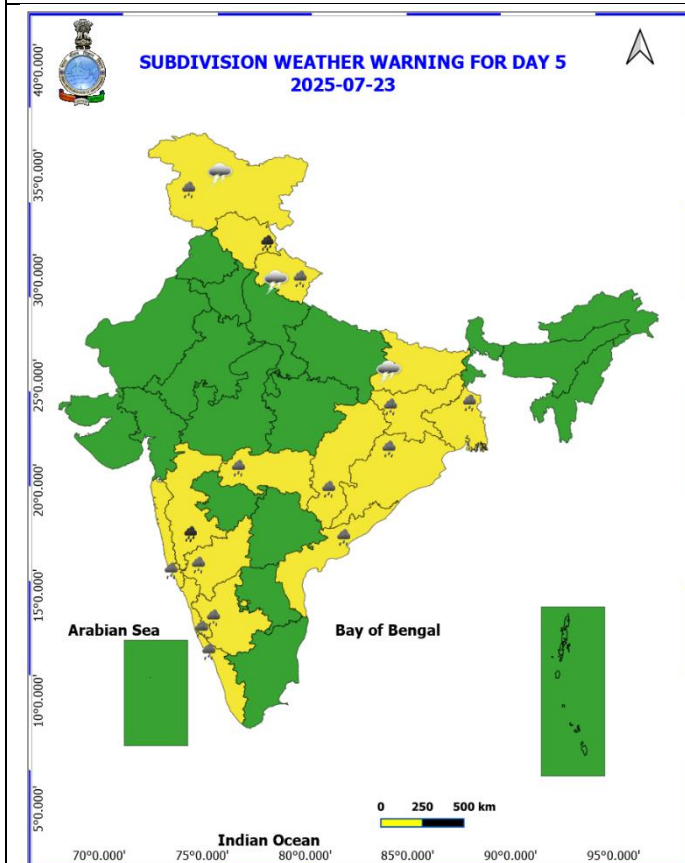 SUBDIVISION WEATHER WARNING FOR DAY 5
2025-07-23
40°0.000'
35°0.000'
30°0.000'
25°0.000'
20°0.000'
15°0.000'
10°0.000'
5°0.000'
Arabian Sea
Bay of Bengal
0 250 500 km
Indian Ocean
70°0.000' 75°0.000' 80°0.000' 85°0.000' 90°0.000' 95°0.000'